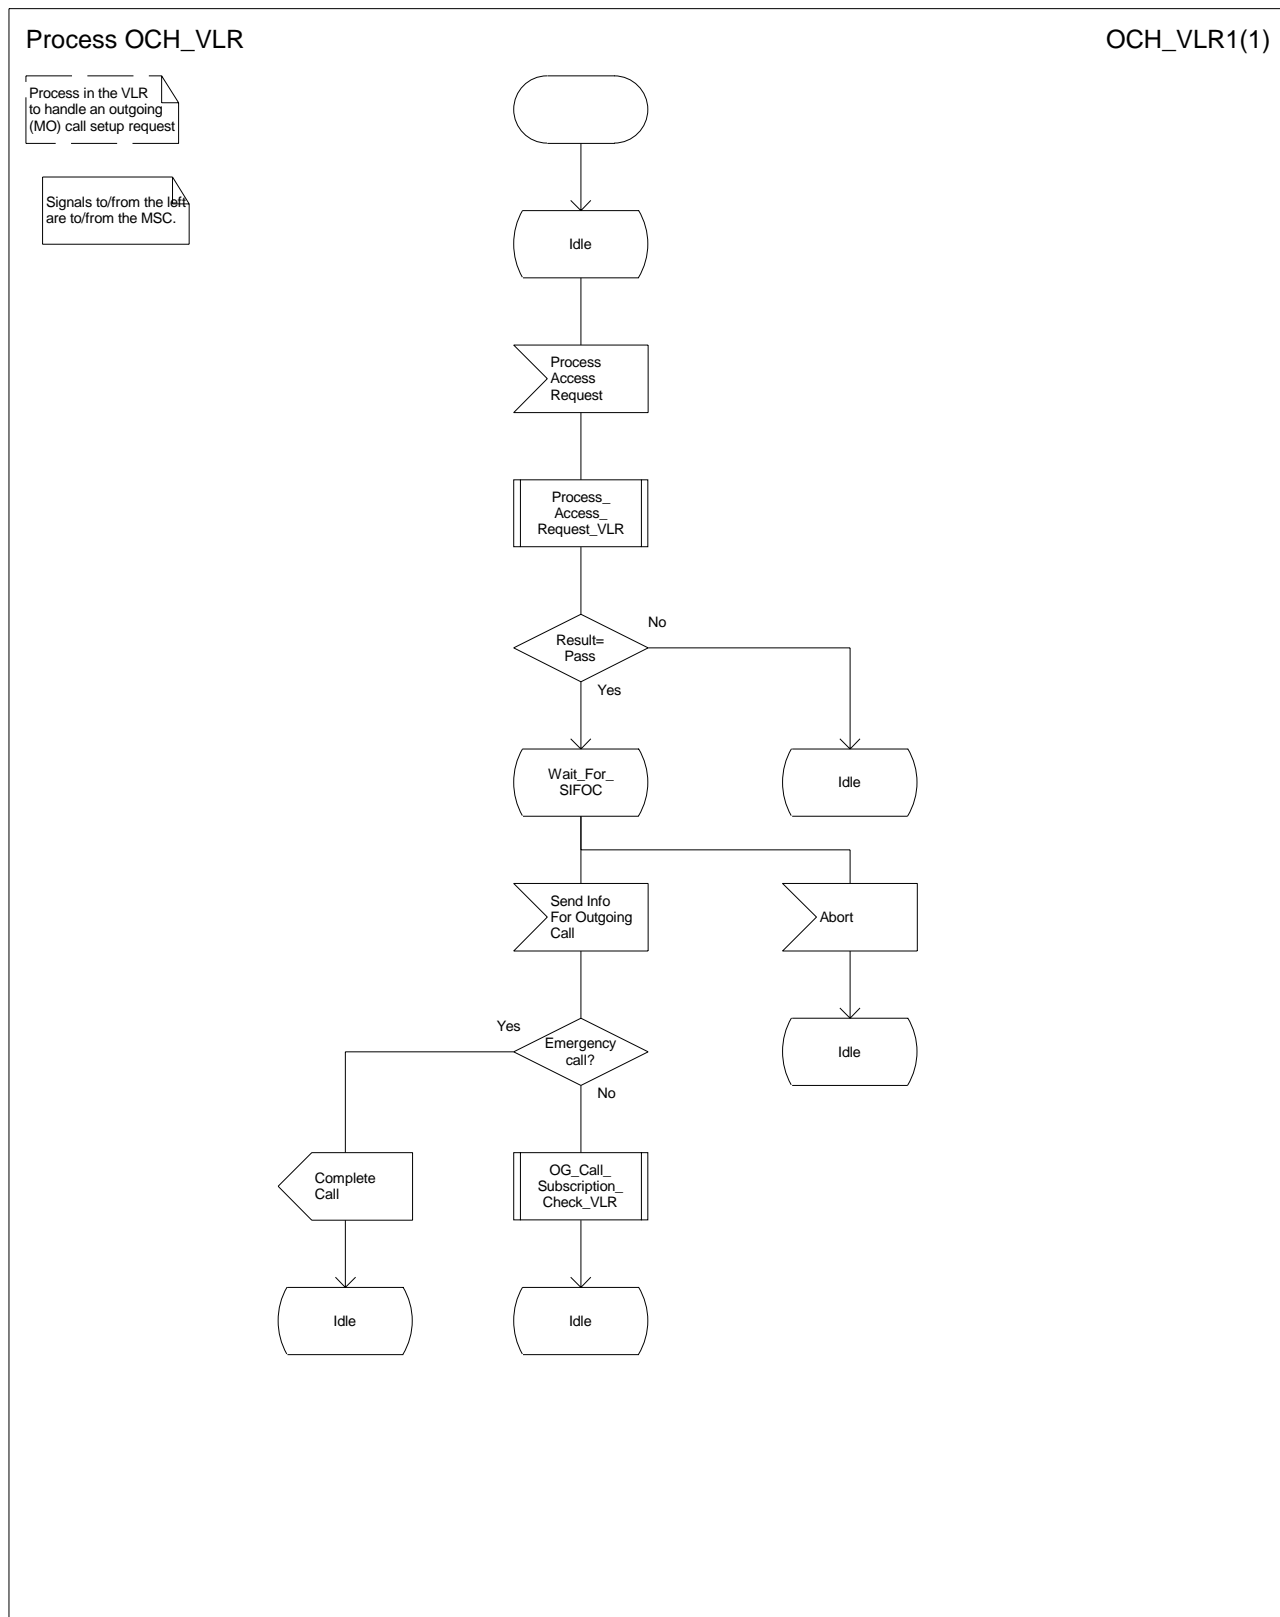 Process OCH_VLR
OCH_VLR1(1)
Process in the VLR
to handle an outgoing
(MO) call setup request
Signals to/from the left
are to/from the MSC.
Idle
Process
Access
Request
Process_
Access_
Request_VLR
Result=
Pass
No
Yes
Wait_For_
SIFOC
Idle
Send Info
For Outgoing
Call
Abort
Yes
Emergency
call?
No
Idle
Complete
Call
OG_Call_
Subscription_
Check_VLR
Idle
Idle